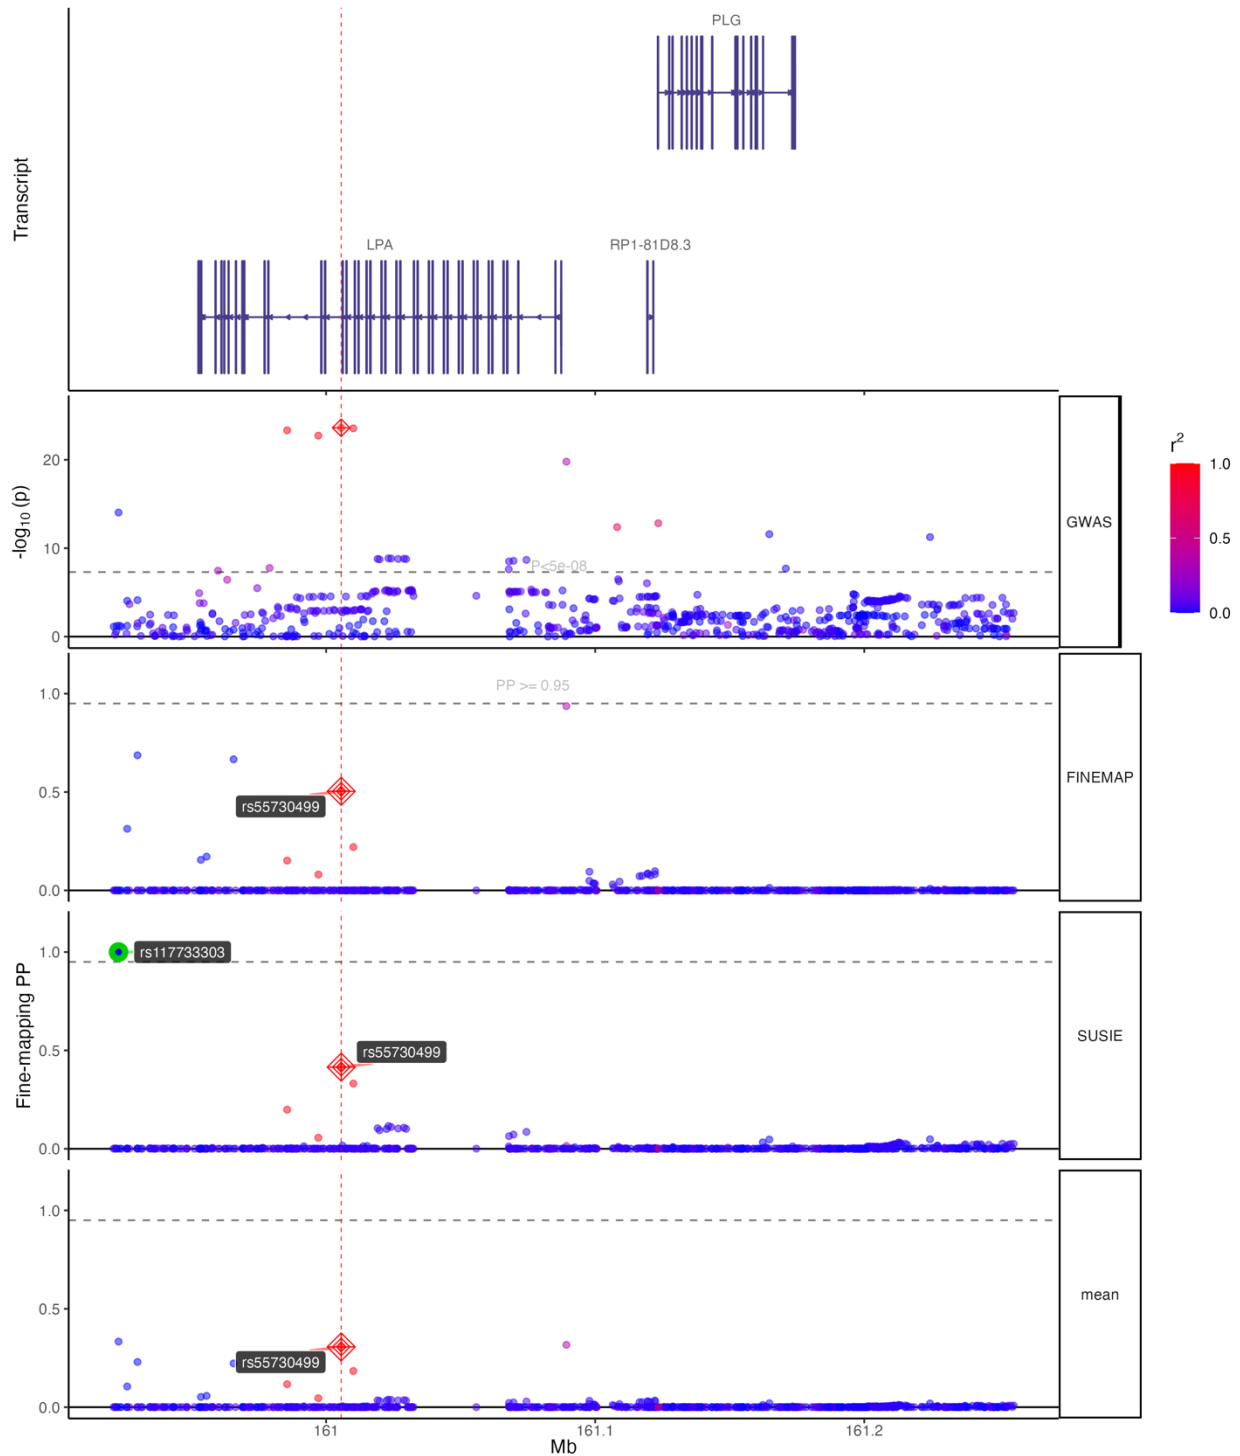 PLG
Transcript
LPA
RP1-81D8.3
-log10 (p)
20
10
0
P<5e-08
GWAS
r2
1.0
0.5
0.0
1.0
0.5
0.0
PP >= 0.95
rs55730499
FINEMAP
Fine-mapping PP
1.0
0.5
0.0
rs117733303
rs55730499
SUSIE
1.0
0.5
0.0
rs55730499
mean
161
161.1
161.2
Mb